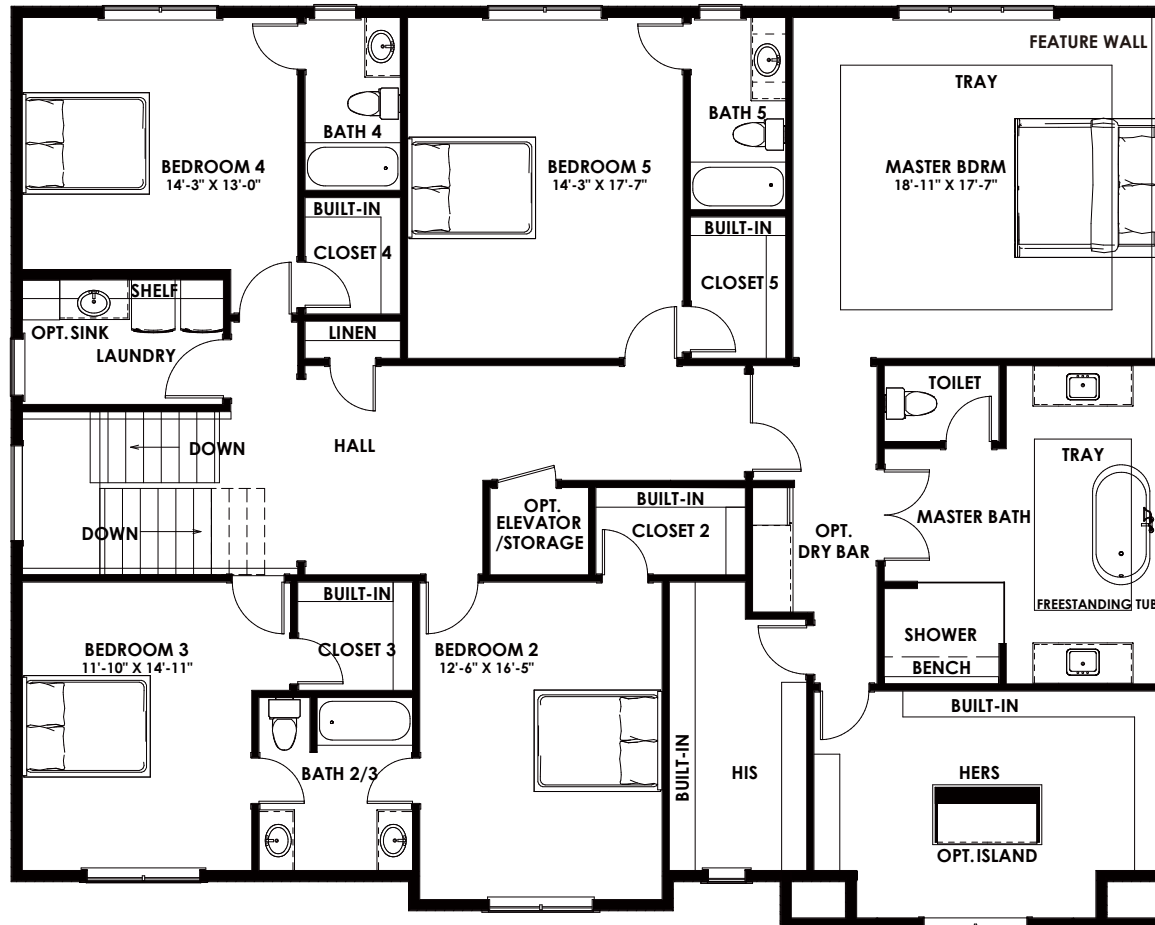 FEATURE WALL
TRAY
BATH 4
BATH 5
BEDROOM 4
14'-3" X 13'-0"
BEDROOM 5
14'-3" X 17'-7"
MASTER BDRM
18'-11" X 17'-7"
BUILT-IN
CLOSET 4
BUILT-IN
CLOSET 5
SHELF
OPT. SINK
LAUNDRY
LINEN
TOILET
HALL
DOWN
TRAY
DOWN
OPT.
ELEVATOR
/STORAGE
BUILT-IN
CLOSET 2
OPT.
DRY BAR
MASTER BATH
FREESTANDING TUB
BUILT-IN
CLOSET 3
BEDROOM 3
11'-10" X 14'-11"
BEDROOM 2
12'-6" X 16'-5"
SHOWER
BENCH
BUILT-IN
BATH 2/3
BUILT-IN
HIS
HERS
OPT. ISLAND